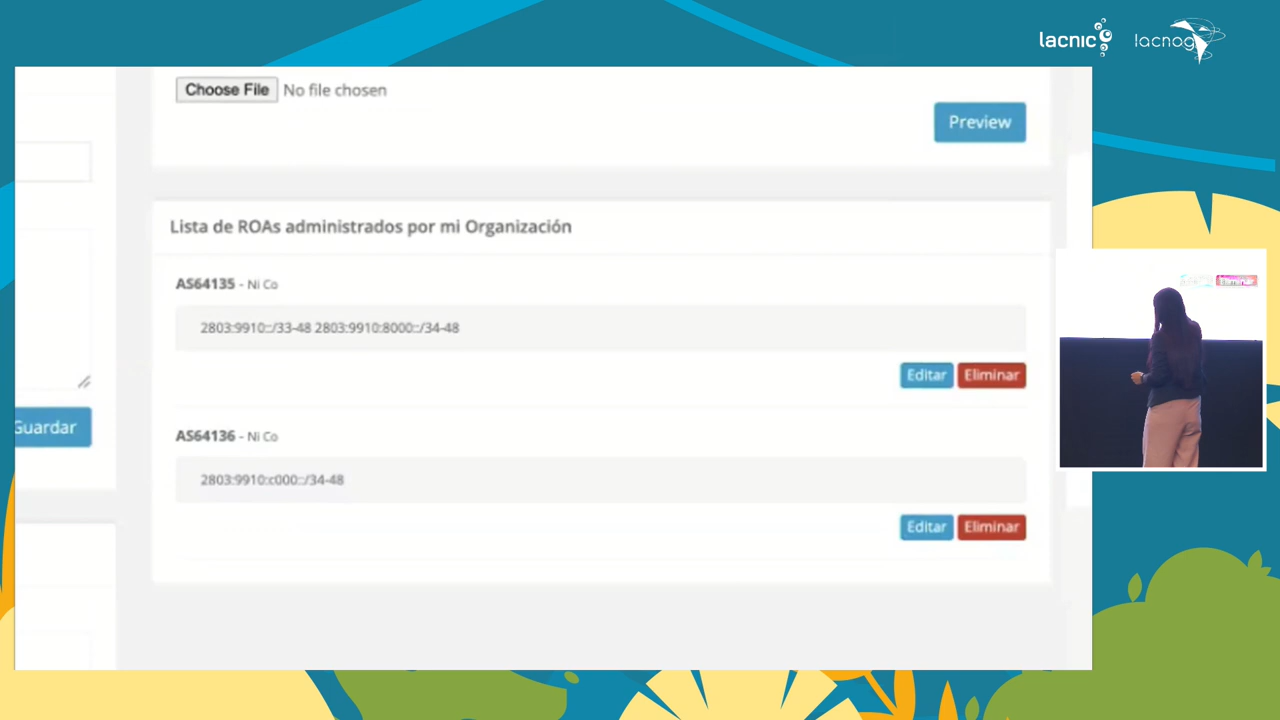 lacnic lacnog
Choose File No file chosen
Preview
Lista de ROAs administrados por mi Organización
AS64135 - Ni Co
2803:9910::/33-48 2803:9910:8000::/34-48
Editar Eliminar
Guardar
AS64136 - Ni Co
2803:9910:c000::/34-48
Editar Eliminar
Eliminar